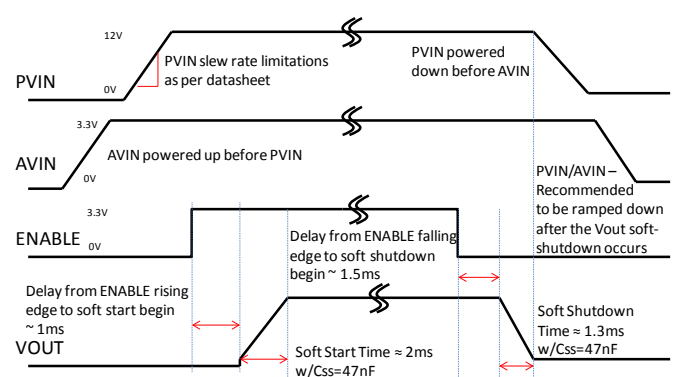 12V
PVIN
0V
PVIN slew rate limitations
as per datasheet
PVIN powered
down before AVIN
3.3V
AVIN
0V
AVIN powered up before PVIN
PVIN/AVIN –
Recommended
to be ramped down
after the Vout soft-
shutdown occurs
3.3V
ENABLE
0V
Delay from ENABLE falling
edge to soft shutdown
begin ~ 1.5ms
Delay from ENABLE rising
edge to soft start begin
~ 1ms
VOUT
Soft Start Time ≈ 2ms
w/Css=47nF
Soft Shutdown
Time ≈ 1.3ms
w/Css=47nF